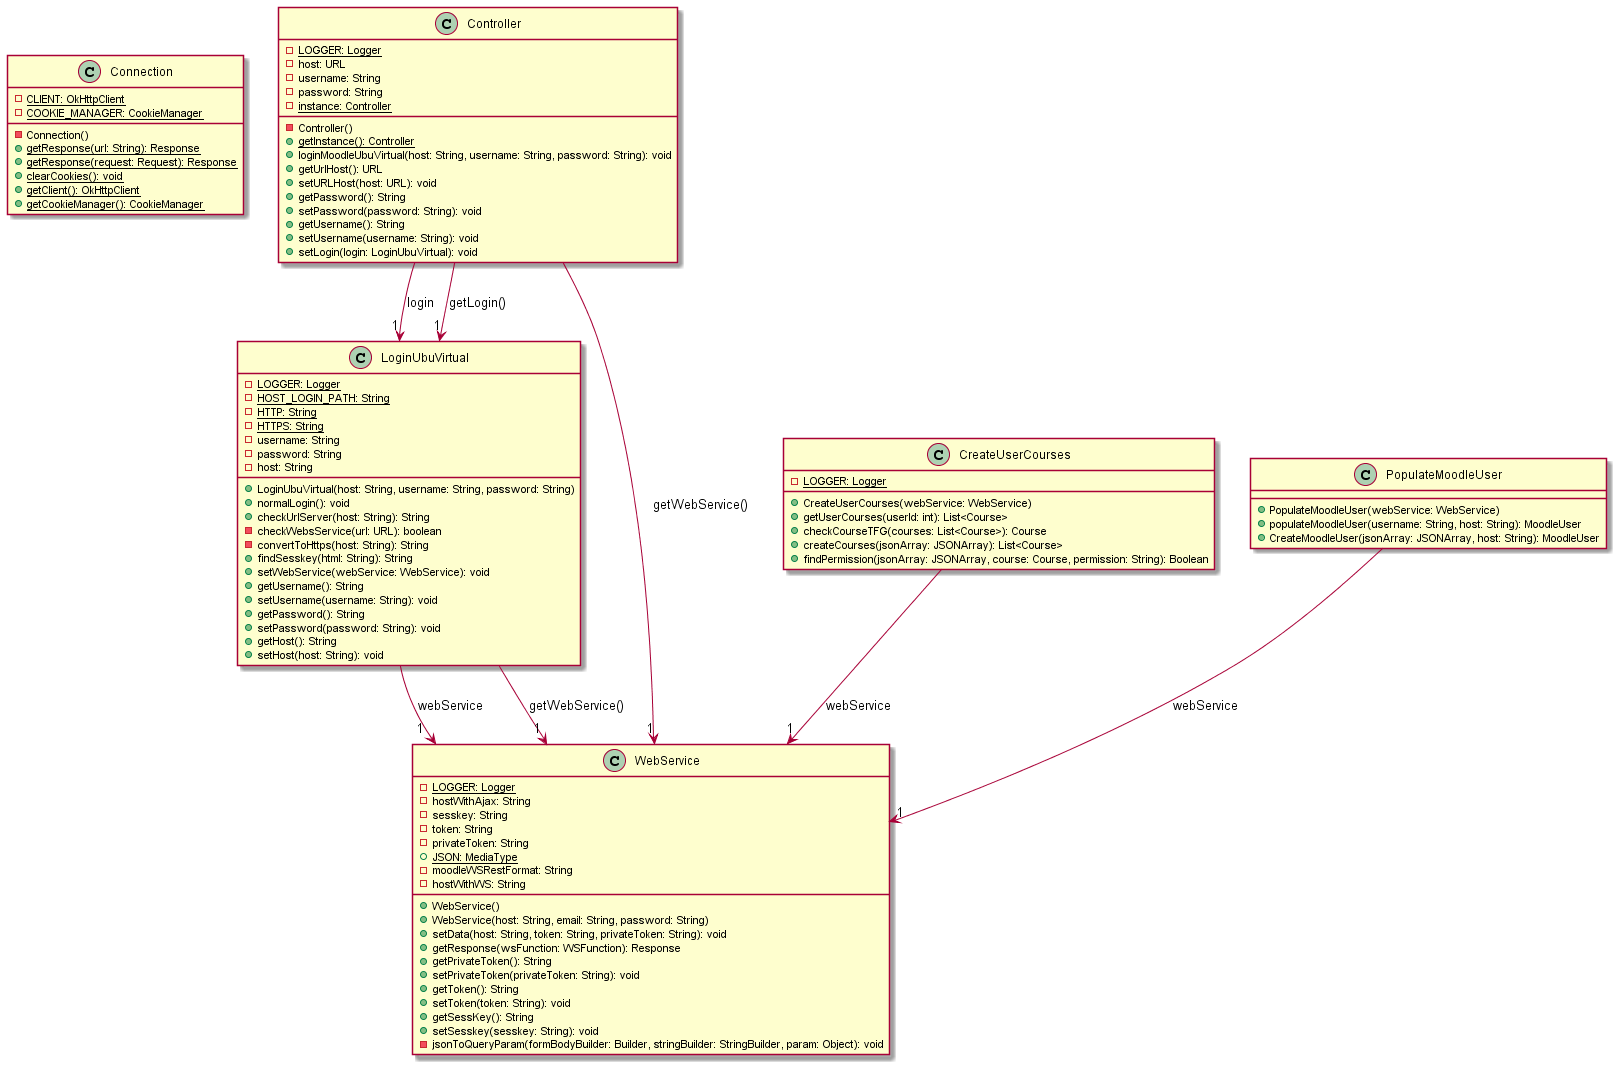 C Connection
CLIENT: OkHttpClient
COOKIE_MANAGER: CookieManager
Connection()
getResponse(url: String): Response
getResponse(request: Request): Response
clearCookies(): void
getClient(): OkHttpClient
getCookieManager(): CookieManager
C Controller
LOGGER: Logger
host: URL
username: String
password: String
instance: Controller
Controller()
getInstance(): Controller
loginMoodleUbuVirtual(host: String, username: String, password: String): void
getUrlHost(): URL
setURLHost(host: URL): void
getPassword(): String
setPassword(password: String): void
getUsername(): String
setUsername(username: String): void
setLogin(login: LoginUbuVirtual): void
login
getLogin()
1
1
getWebService()
C LoginUbuVirtual
LOGGER: Logger
HOST_LOGIN_PATH: String
HTTP: String
HTTPS: String
username: String
password: String
host: String
LoginUbuVirtual(host: String, username: String, password: String)
normalLogin(): void
checkUrlServer(host: String): String
checkWebsService(url: URL): boolean
convertToHttps(host: String): String
findSesskey(html: String): String
setWebService(webService: WebService): void
getUsername(): String
setUsername(username: String): void
getPassword(): String
setPassword(password: String): void
getHost(): String
setHost(host: String): void
C CreateUserCourses
LOGGER: Logger
CreateUserCourses(webService: WebService)
getUserCourses(userId: int): List<Course>
checkCourseTFG(courses: List<Course>): Course
createCourses(jsonArray: JSONArray): List<Course>
findPermission(jsonArray: JSONArray, course: Course, permission: String): Boolean
C PopulateMoodleUser
PopulateMoodleUser(webService: WebService)
populateMoodleUser(username: String, host: String): MoodleUser
CreateMoodleUser(jsonArray: JSONArray, host: String): MoodleUser
webService
getWebService()
webService
webService
1
1
1
1
1
C WebService
LOGGER: Logger
hostWithAjax: String
sesskey: String
token: String
privateToken: String
JSON: MediaType
moodleWSRestFormat: String
hostWithWS: String
WebService()
WebService(host: String, email: String, password: String)
setData(host: String, token: String, privateToken: String): void
getResponse(wsFunction: WSFunction): Response
getPrivateToken(): String
setPrivateToken(privateToken: String): void
getToken(): String
setToken(token: String): void
getSessKey(): String
setSesskey(sesskey: String): void
jsonToQueryParam(formBodyBuilder: Builder, stringBuilder: StringBuilder, param: Object): void